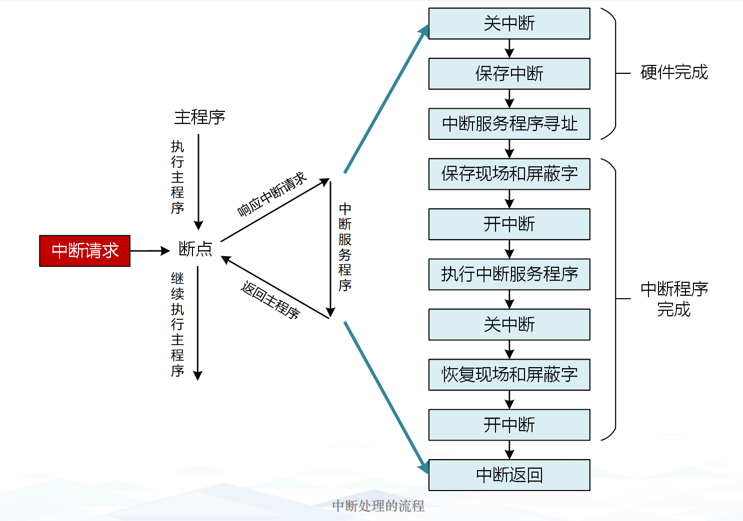 主程序
执行主程序
中断请求
断点
继续执行主程序
响应中断请求
中断服务程序
返回主程序
关中断
保存中断
中断服务程序寻址
硬件完成
保存现场和屏蔽字
开中断
执行中断服务程序
关中断
恢复现场和屏蔽字
开中断
中断程序
完成
中断返回
中断处理的流程